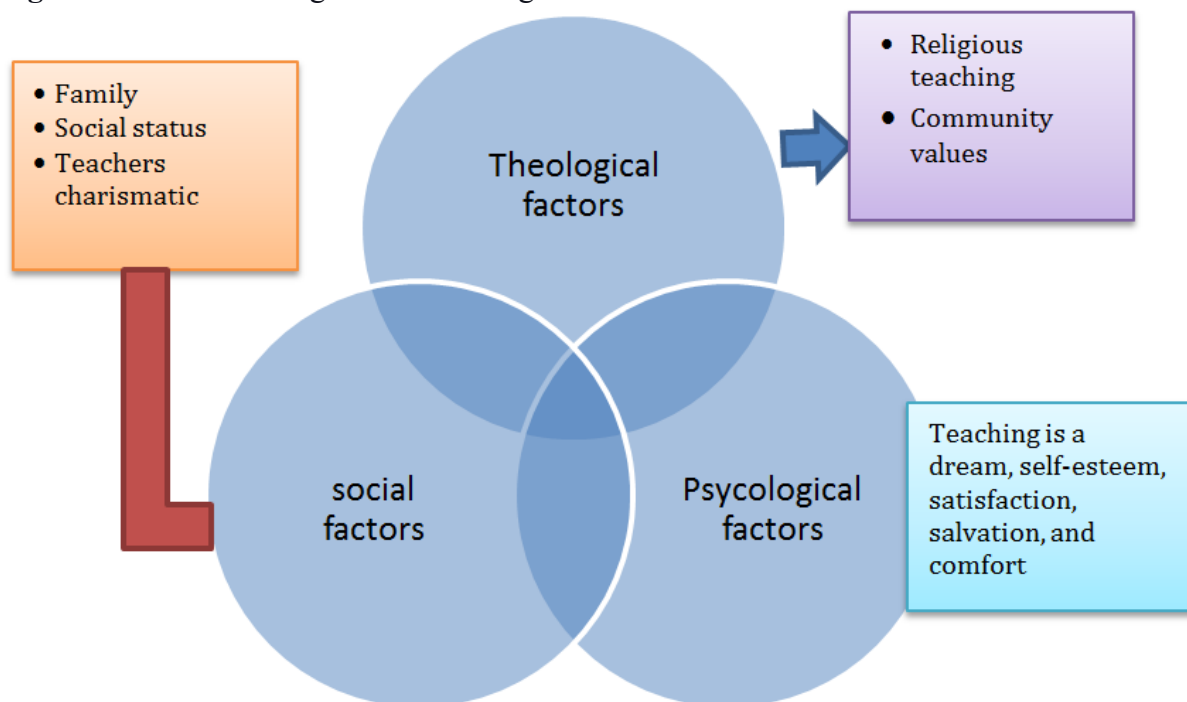 • Family
• Social status
• Teachers
charismatic
• Religious
teaching
• Community
values
Theological
factors
social
factors
Psycological
factors
Teaching is a
dream, self-esteem,
satisfaction,
salvation, and
comfort